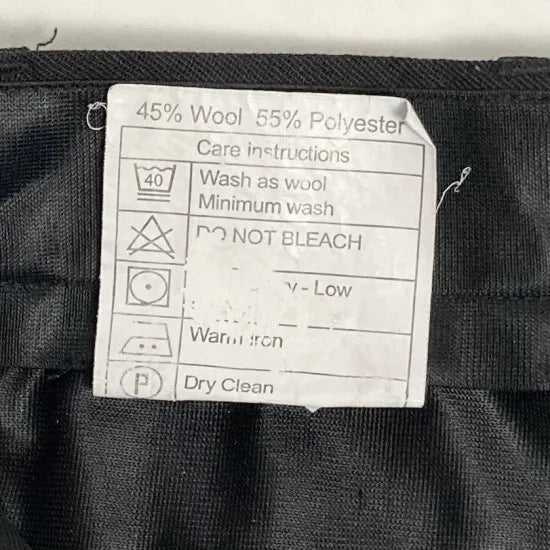 45% Wool 55% Polyester
Care instructions
40
Wash as wool
Minimum wash
DO NOT BLEACH
- Low
Warm Iron
P
Dry Clean